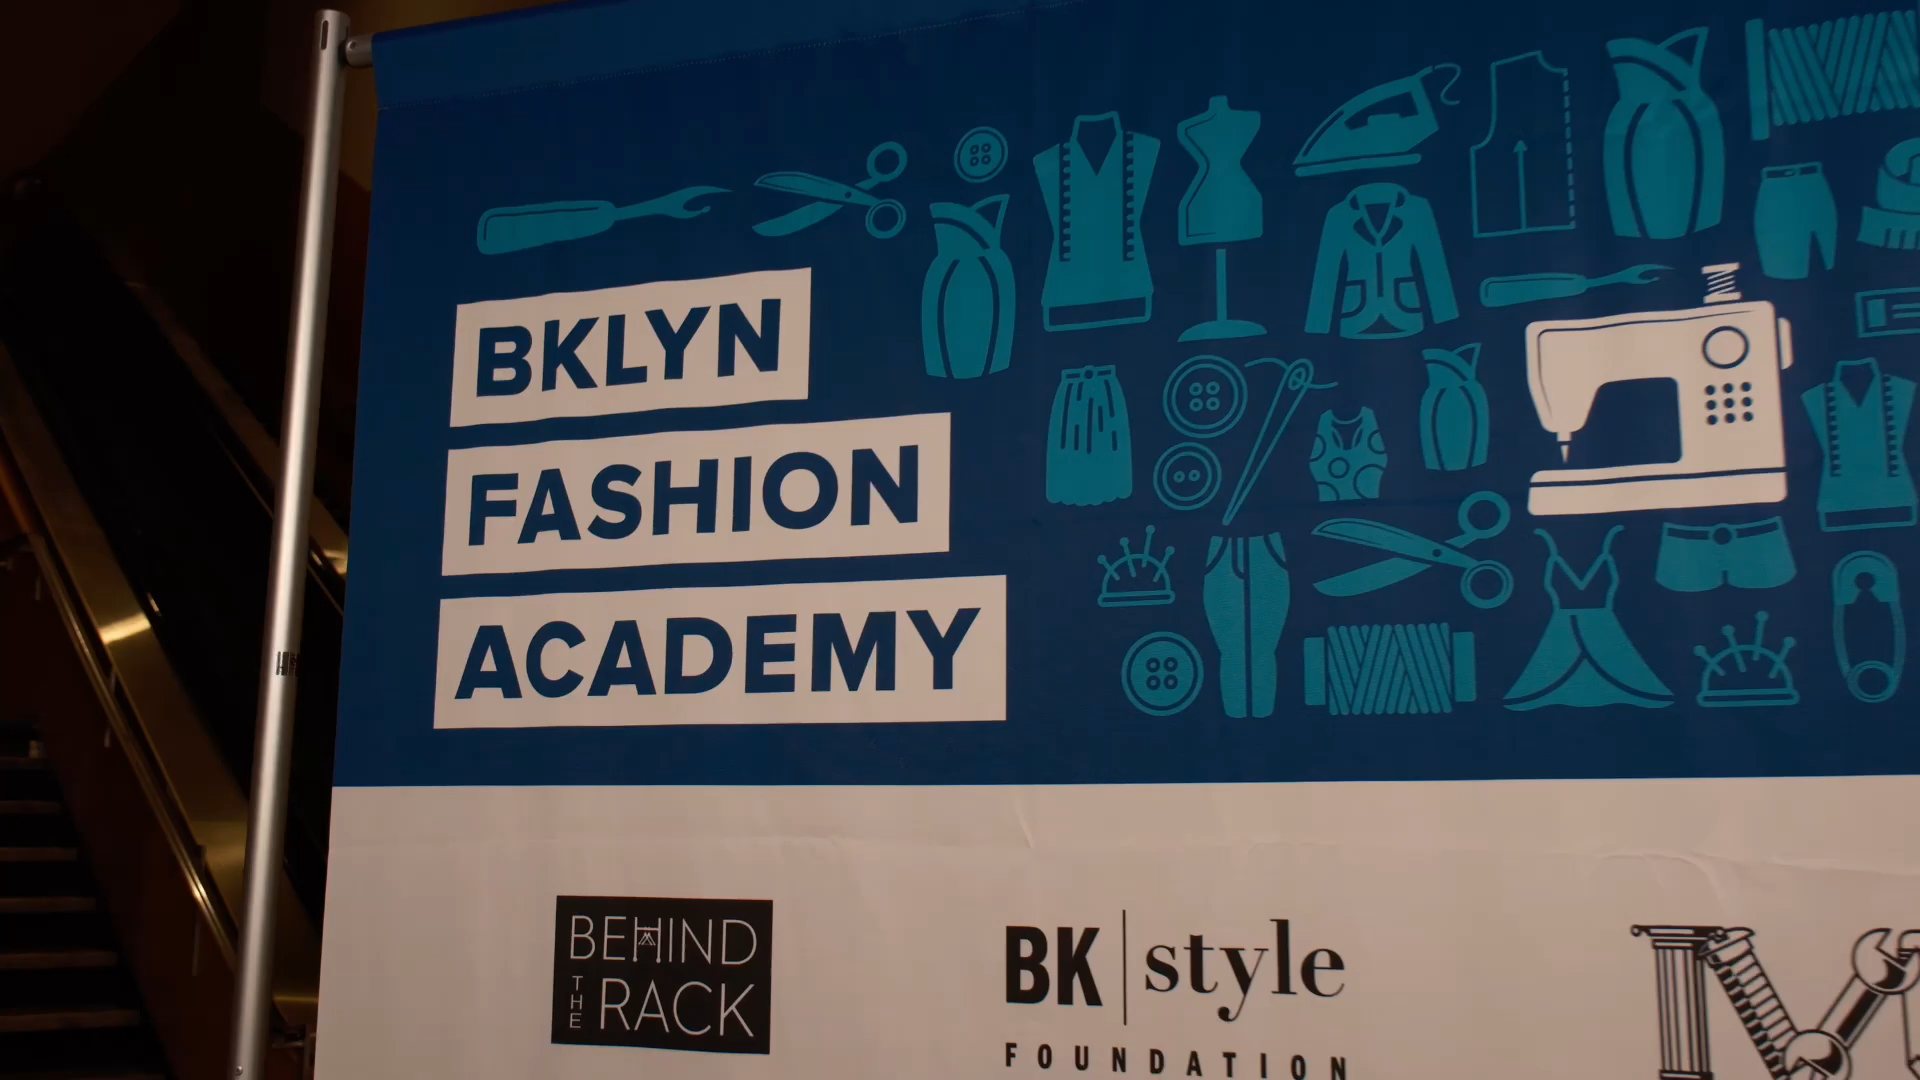 BKLYN
FASHION
ACADEMY
BEHIND
THE
RACK
BK | style
FOUNDATION